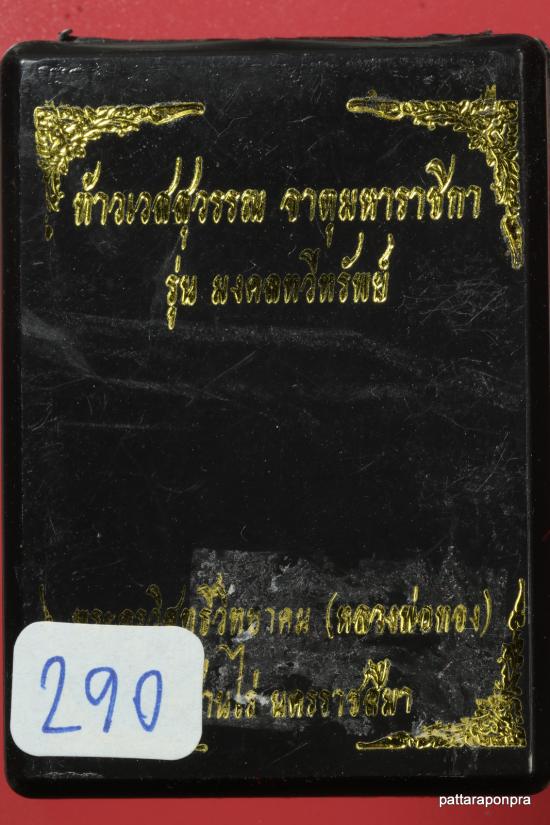 ท้าวเวสสุวรรณ จาตุมหาราชิกา
รุ่น มงคลทวีทรัพย์
(หลวงพ่อทอง)
นครราชสีมา
290
pattaraponpra